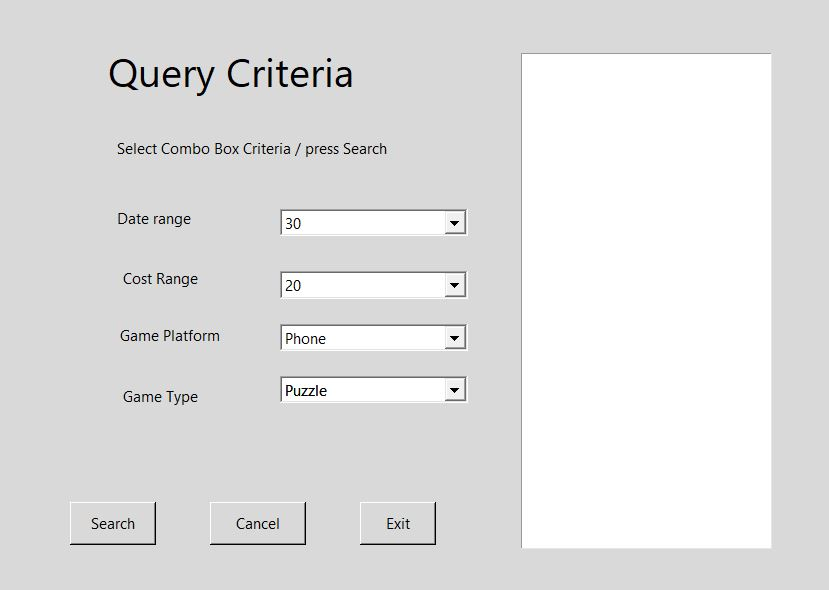 Query Criteria
Select Combo Box Criteria / press Search
Date range 30
Cost Range 20
Game Platform Phone
Game Type Puzzle
Search Cancel Exit